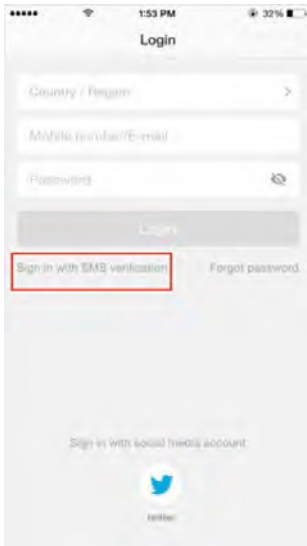 1:53 PM 32%
Login
Country / Region
Mobile number/E-mail
Password
Login
Sign in with SMS verification Forgot password
Sign in with social media account
twitter